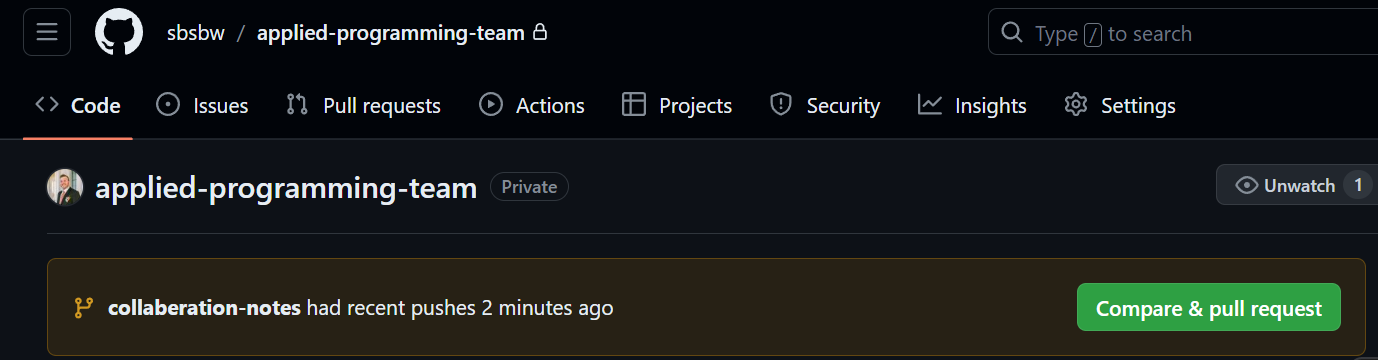 sbsbw / applied-programming-team
Type / to search
Code Issues Pull requests Actions Projects Security Insights Settings
applied-programming-team Private
Unwatch 1
collaberation-notes had recent pushes 2 minutes ago
Compare & pull request